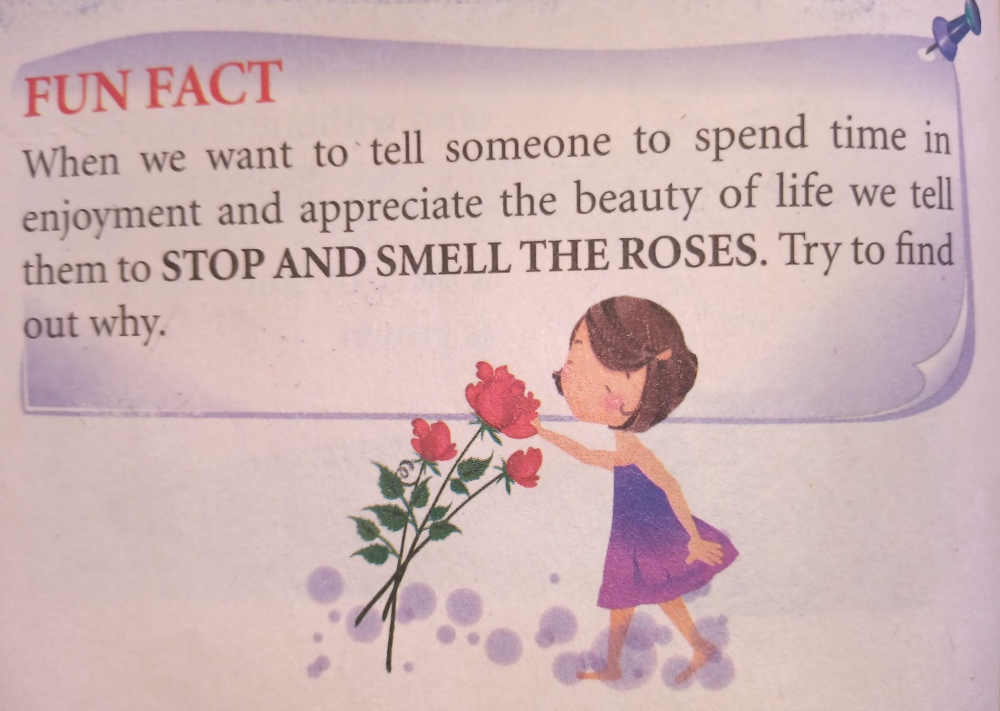 FUN FACT
When we want to tell someone to spend time in
enjoyment and appreciate the beauty of life we tell
them to STOP AND SMELL THE ROSES. Try to find
out why.